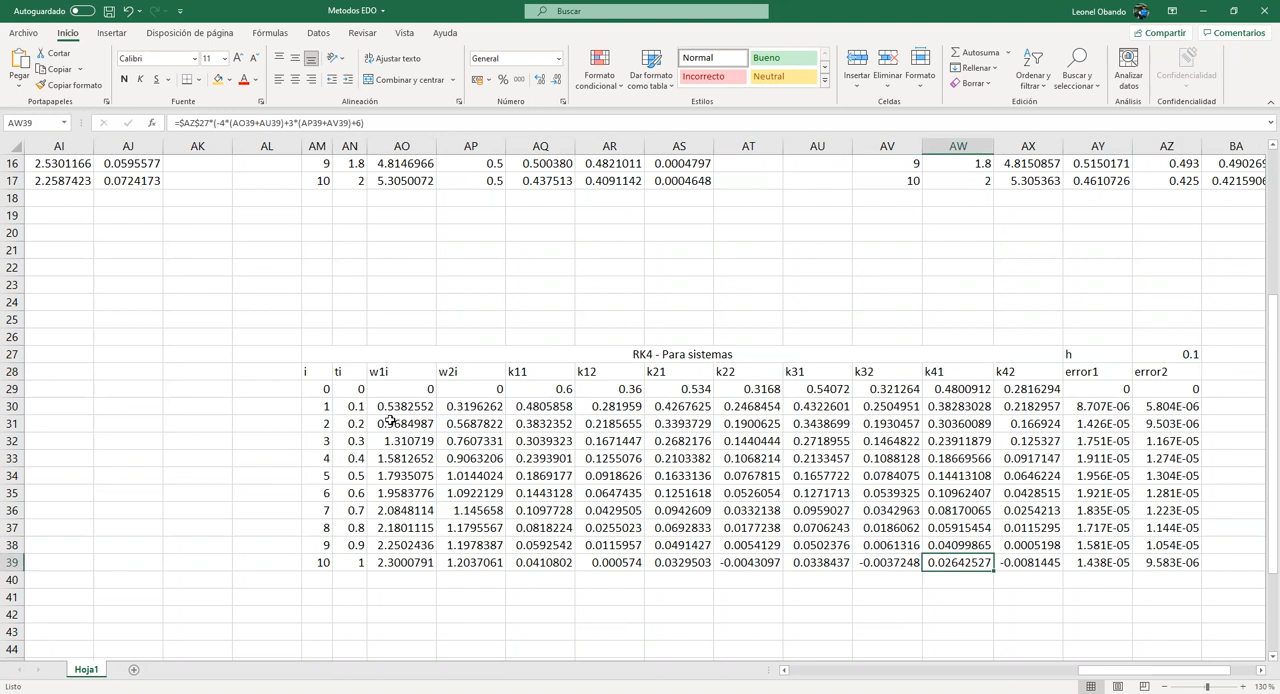 Autoguardado
Metodos EDO
Buscar
Leonel Obando
Archivo Inicio Insertar Disposición de página Fórmulas Datos Revisar Vista Ayuda
Compartir Comentarios
Pegar
Cortar
Copiar
Copiar formato
Portapapeles
Calibri 11
N K S
Fuente
Ajustar texto
Combinar y centrar
Alineación
General
$ % 000
Número
Formato condicional
Dar formato como tabla
Normal Bueno
Incorrecto Neutral
Estilos
Insertar Eliminar Formato
Celdas
Autosuma
Rellenar
Borrar
Ordenar y filtrar
Buscar y seleccionar
Edición
Analizar datos
Análisis
Confidencialidad
Confidencialidad
AW39 fx =$AZ$27*(-4*(AO39+AU39)+3*(AP39+AV39)+6)
AI AJ AK AL AM AN AO AP AQ AR AS AT AU AV AW AX AY AZ BA
16 2.5301166 0.0595577 9 1.8 4.8146966 0.5 0.500380 0.4821011 0.0004797 9 1.8 4.8150857 0.5150171 0.493 0.49026
17 2.2587423 0.0724173 10 2 5.3050072 0.5 0.437513 0.4091142 0.0004648 10 2 5.305363 0.4610726 0.425 0.4215906
18
19
20
21
22
23
24
25
26
27 RK4 - Para sistemas h 0.1
28 i ti w1i w2i k11 k12 k21 k22 k31 k32 k41 k42 error1 error2
29 0 0 0 0 0.6 0.36 0.534 0.3168 0.54072 0.321264 0.4800912 0.2816294 0 0
30 1 0.1 0.5382552 0.3196262 0.4805858 0.281959 0.4267625 0.2468454 0.4322601 0.2504951 0.38283028 0.2182957 8.707E-06 5.804E-06
31 2 0.2 0.9684987 0.5687822 0.3832352 0.2185655 0.3393729 0.1900625 0.3438699 0.1930457 0.30360089 0.166924 1.426E-05 9.503E-06
32 3 0.3 1.310719 0.7607331 0.3039323 0.1671447 0.2682176 0.1440444 0.2718955 0.1464822 0.23911879 0.125327 1.751E-05 1.167E-05
33 4 0.4 1.5812652 0.9063206 0.2393901 0.1255076 0.2103382 0.1068214 0.2133457 0.1088128 0.18669566 0.0917147 1.911E-05 1.274E-05
34 5 0.5 1.7935075 1.0144024 0.1869177 0.0918626 0.1633136 0.0767815 0.1657722 0.0784075 0.14413108 0.0646224 1.956E-05 1.304E-05
35 6 0.6 1.9583776 1.0922129 0.1443128 0.0647435 0.1251618 0.0526054 0.1271713 0.0539325 0.10962407 0.0428515 1.921E-05 1.281E-05
36 7 0.7 2.0848114 1.145658 0.1097728 0.0429505 0.0942609 0.0332138 0.0959027 0.0342963 0.08170065 0.0254213 1.835E-05 1.223E-05
37 8 0.8 2.1801115 1.1795567 0.0818224 0.0255023 0.0692833 0.0177238 0.0706243 0.0186062 0.05915454 0.0115295 1.717E-05 1.144E-05
38 9 0.9 2.2502436 1.1978387 0.0592542 0.0115957 0.0491427 0.0054129 0.0502376 0.0061316 0.04099865 0.0005198 1.581E-05 1.054E-05
39 10 1 2.3000791 1.2037061 0.0410802 0.000574 0.0329503 -0.0043097 0.0338437 -0.0037248 0.02642527 -0.0081445 1.438E-05 9.583E-06
40
41
42
43
44
Hoja1
Listo 130 %